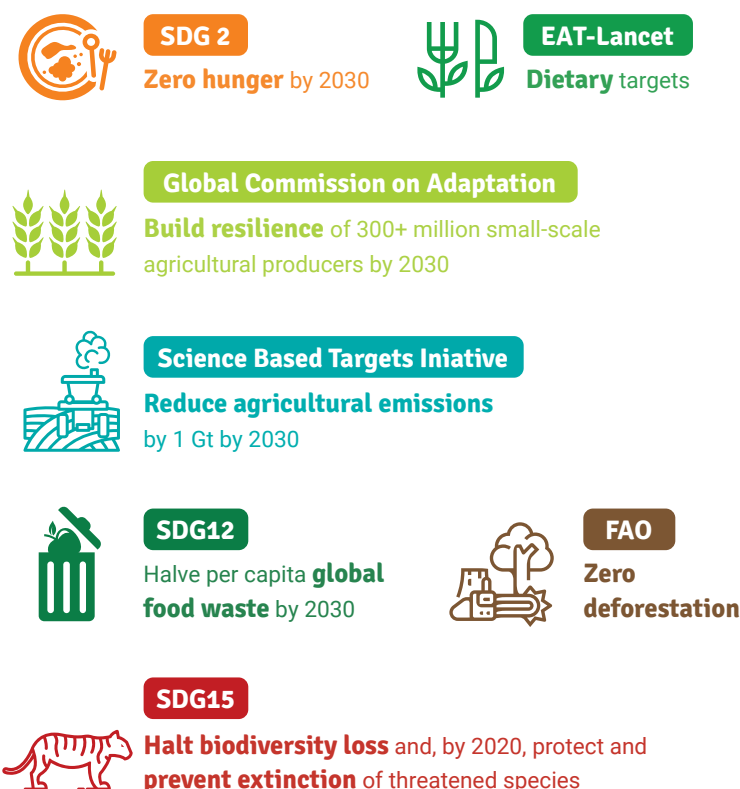 SDG 2
Zero hunger by 2030
EAT-Lancet
Dietary targets
Global Commission on Adaptation
Build resilience of 300+ million small-scale
agricultural producers by 2030
Science Based Targets Iniative
Reduce agricultural emissions
by 1 Gt by 2030
SDG12
Halve per capita global
food waste by 2030
FAO
Zero
deforestation
SDG15
Halt biodiversity loss and, by 2020, protect and
prevent extinction of threatened species